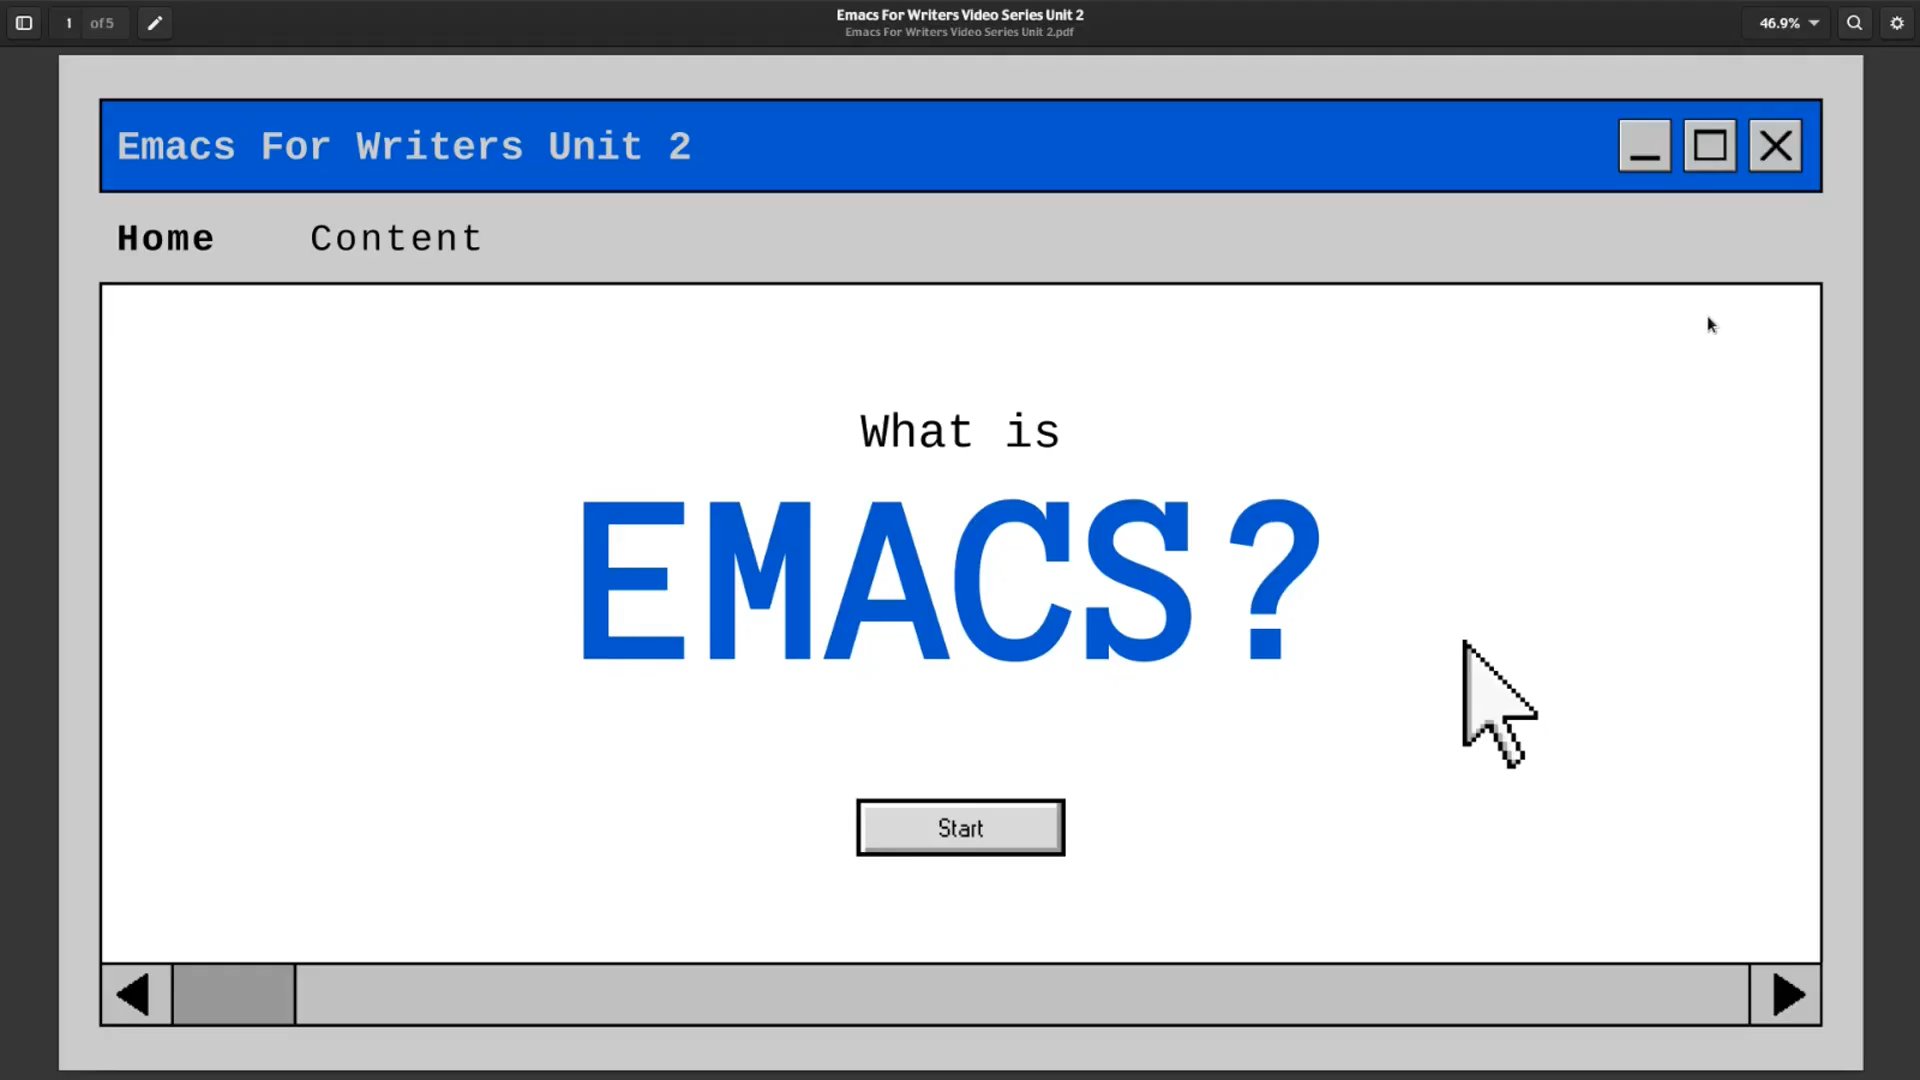 1 of 5
Emacs For Writers Video Series Unit 2
Emacs For Writers Video Series Unit 2.pdf
46.9%
Emacs For Writers Unit 2
Home Content
What is
EMACS?
Start